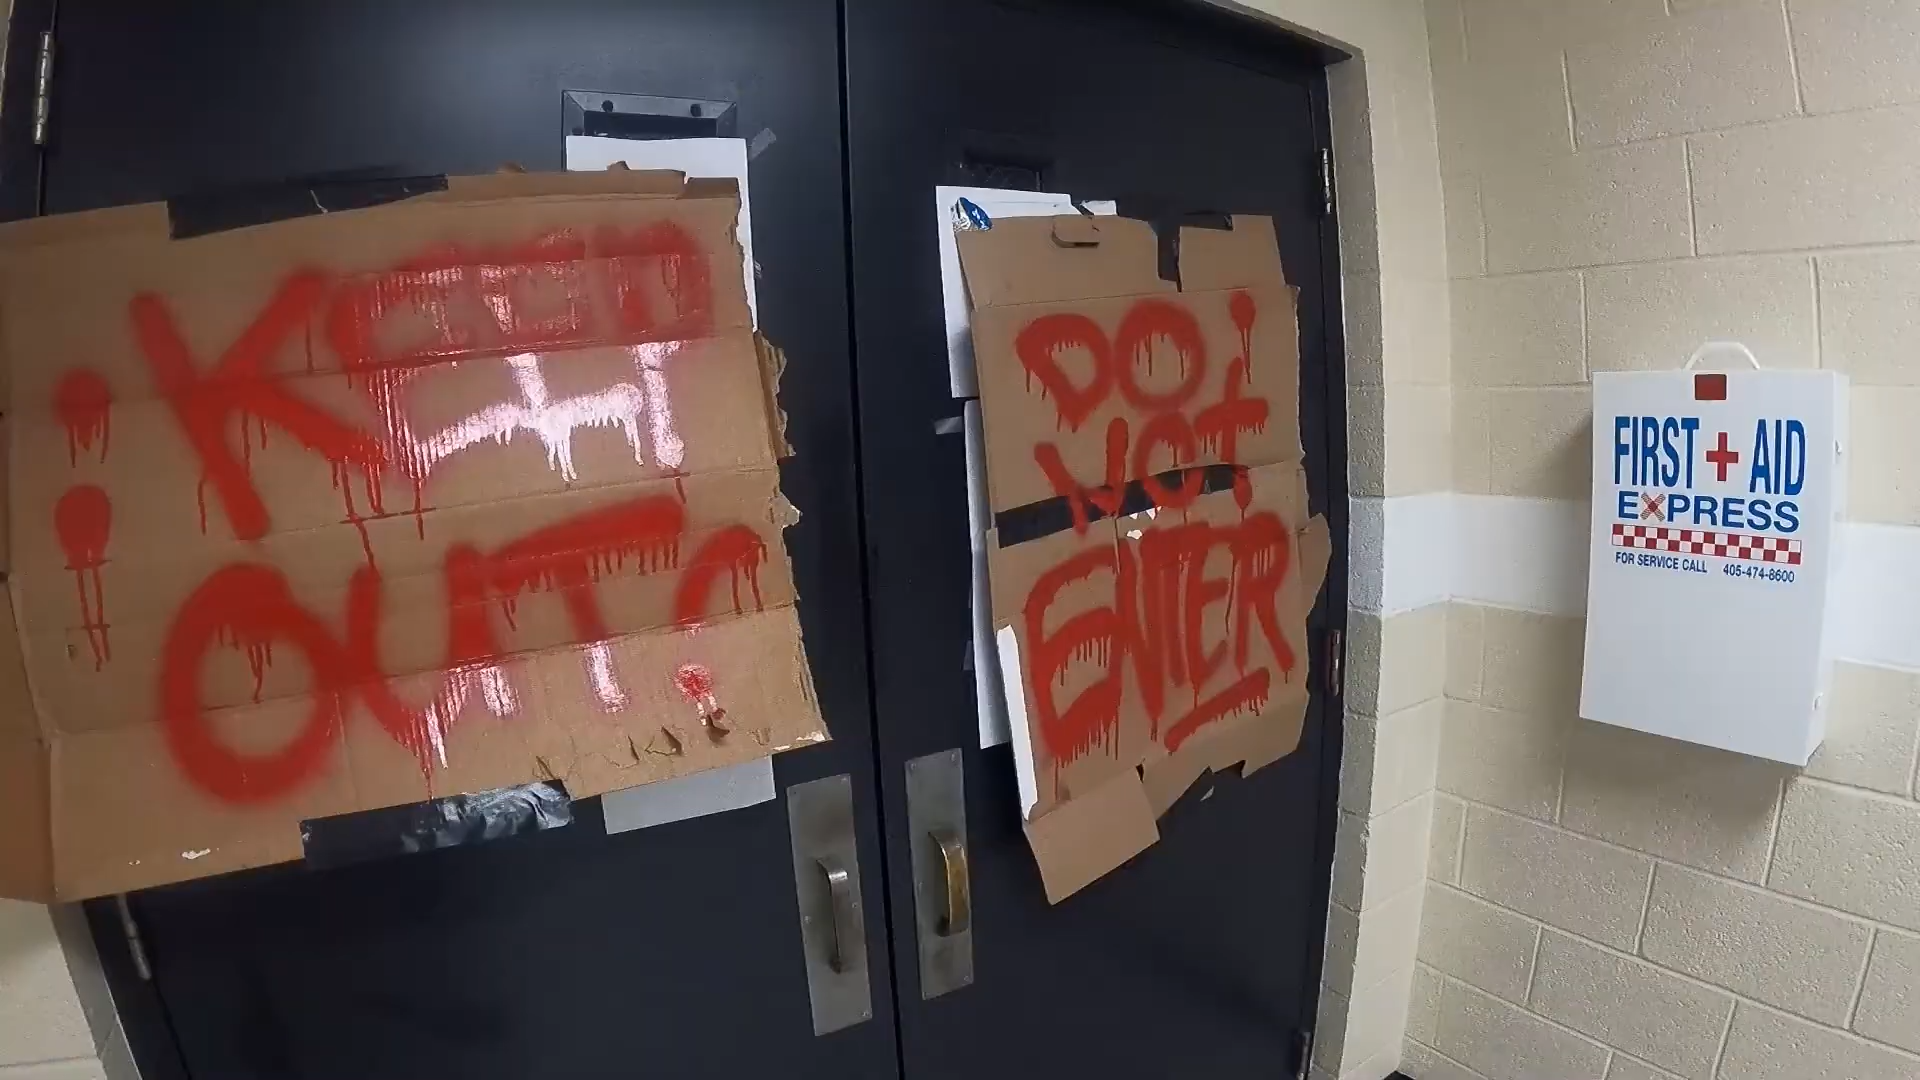 ¡Keep
OUT?
DO
NOT
ENTER
FIRST + AID
EXPRESS
FOR SERVICE CALL 405-474-8600